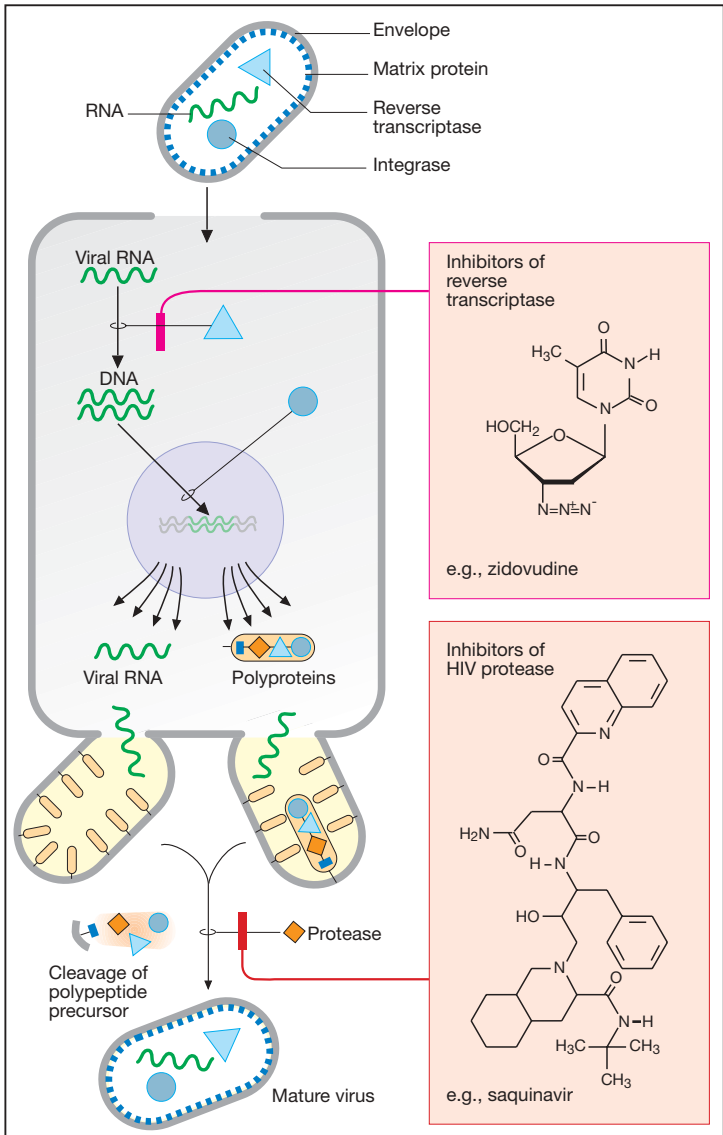 Envelope
Matrix protein
RNA
Reverse
transcriptase
Integrase
Viral RNA
DNA
Viral RNA
Polyproteins
Protease
Cleavage of
polypeptide
precursor
Mature virus
Inhibitors of
reverse
transcriptase
O
H₃C
N–H
N
O
HOCH₂
O
N=N=N
+ -
e.g., zidovudine
Inhibitors of
HIV protease
N
O
N–H
H₂N
O
O
H–N
HO
N
O
N–H
H₃C–C–CH₃
CH₃
e.g., saquinavir